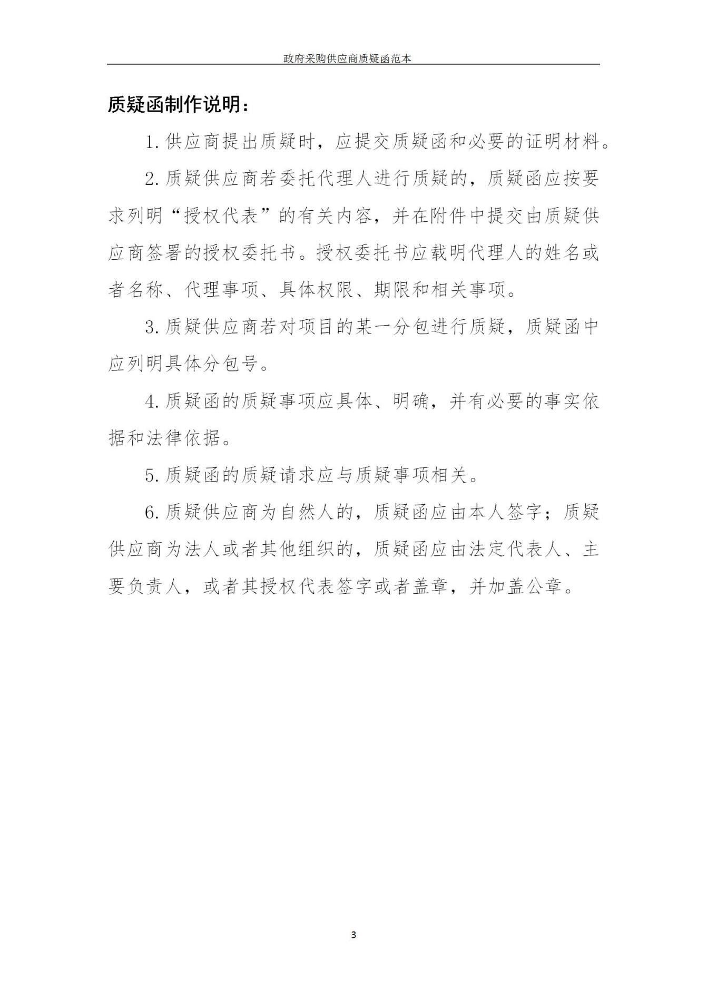 政府采购供应商质疑函范本
质疑函制作说明：
1. 供应商提出质疑时，应提交质疑函和必要的证明材料。
2. 质疑供应商若委托代理人进行质疑的，质疑函应按要
求列明“授权代表”的有关内容，并在附件中提交由质疑供
应商签署的授权委托书。授权委托书应载明代理人的姓名或
者名称、代理事项、具体权限、期限和相关事项。
3. 质疑供应商若对项目的某一分包进行质疑，质疑函中
应列明具体分包号。
4. 质疑函的质疑事项应具体、明确，并有必要的事实依
据和法律依据。
5. 质疑函的质疑请求应与质疑事项相关。
6. 质疑供应商为自然人的，质疑函应由本人签字；质疑
供应商为法人或者其他组织的，质疑函应由法定代表人、主
要负责人，或者其授权代表签字或者盖章，并加盖公章。
3